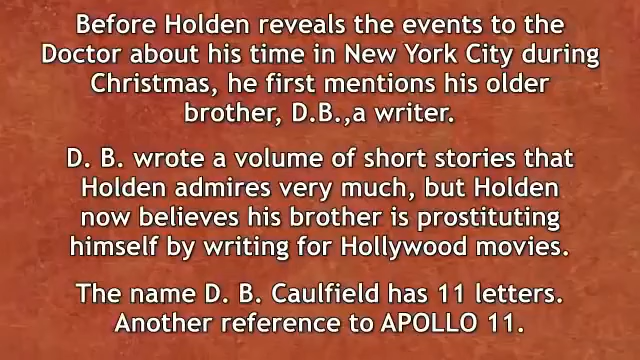 Before Holden reveals the events to the
Doctor about his time in New York City during
Christmas, he first mentions his older
brother, D.B.,a writer.
D. B. wrote a volume of short stories that
Holden admires very much, but Holden
now believes his brother is prostituting
himself by writing for Hollywood movies.
The name D. B. Caulfield has 11 letters.
Another reference to APOLLO 11.